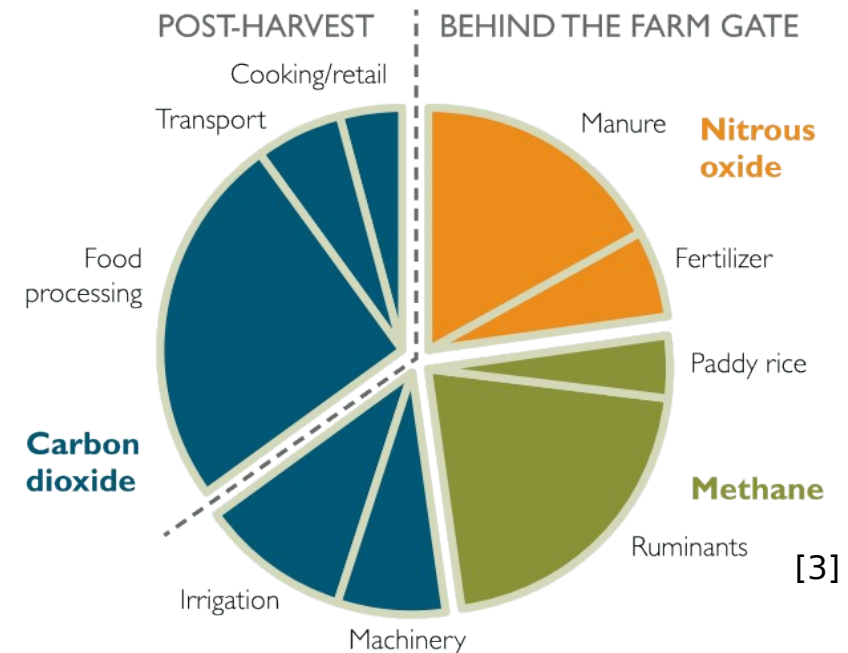 POST-HARVEST
BEHIND THE FARM GATE
Cooking/retail
Transport
Manure
Nitrous
oxide
Food
processing
Fertilizer
Paddy rice
Carbon
dioxide
Methane
Ruminants
[3]
Irrigation
Machinery